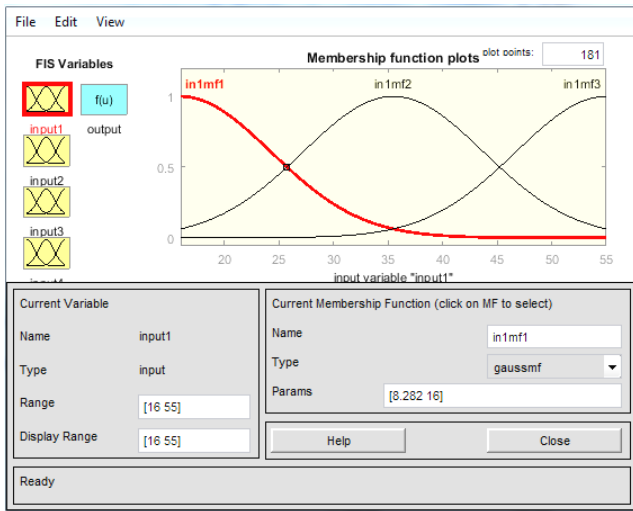 File Edit View
FIS Variables
input1
input2
input3
f(u)
output
Membership function plots
plot points:
181
in1mf1
in1mf2
in1mf3
1
0.5
0
20 25 30 35 40 45 50 55
input variable "input1"
Current Variable
Name input1
Type input
Range [16 55]
Display Range [16 55]
Current Membership Function (click on MF to select)
Name in1mf1
Type gaussmf
Params [8.282 16]
Help Close
Ready